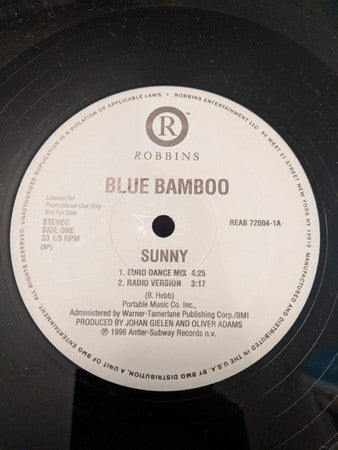 UNAUTHORIZED DUPLICATION IS A VIOLATION OF APPLICABLE LAWS. • ROBBINS ENTERTAINMENT LLC, 30 WEST 21 STREET NEW YORK, NY 10010
MANUFACTURED AND DISTRIBUTED IN THE U.S.A. BY BMG DISTRIBUTION, A UNIT OF BMG ENTERTAINMENT. ALL RIGHTS RESERVED.
R™
ROBBINS
BLUE BAMBOO
Loaned For
Promotional Use Only -
Not For Sale
STEREO
SIDE ONE
33 1/3 RPM
(BP)
REAB 72004-1A
SUNNY
1. EURO DANCE MIX 4:25
2. RADIO VERSION 3:17
(B. Hebb)
Portable Music Co. Inc.,
Administered by Warner-Tamerlane Publishing Corp./BMI
PRODUCED BY JOHAN GIELEN AND OLIVER ADAMS
℗ 1996 Antler-Subway Records n.v.